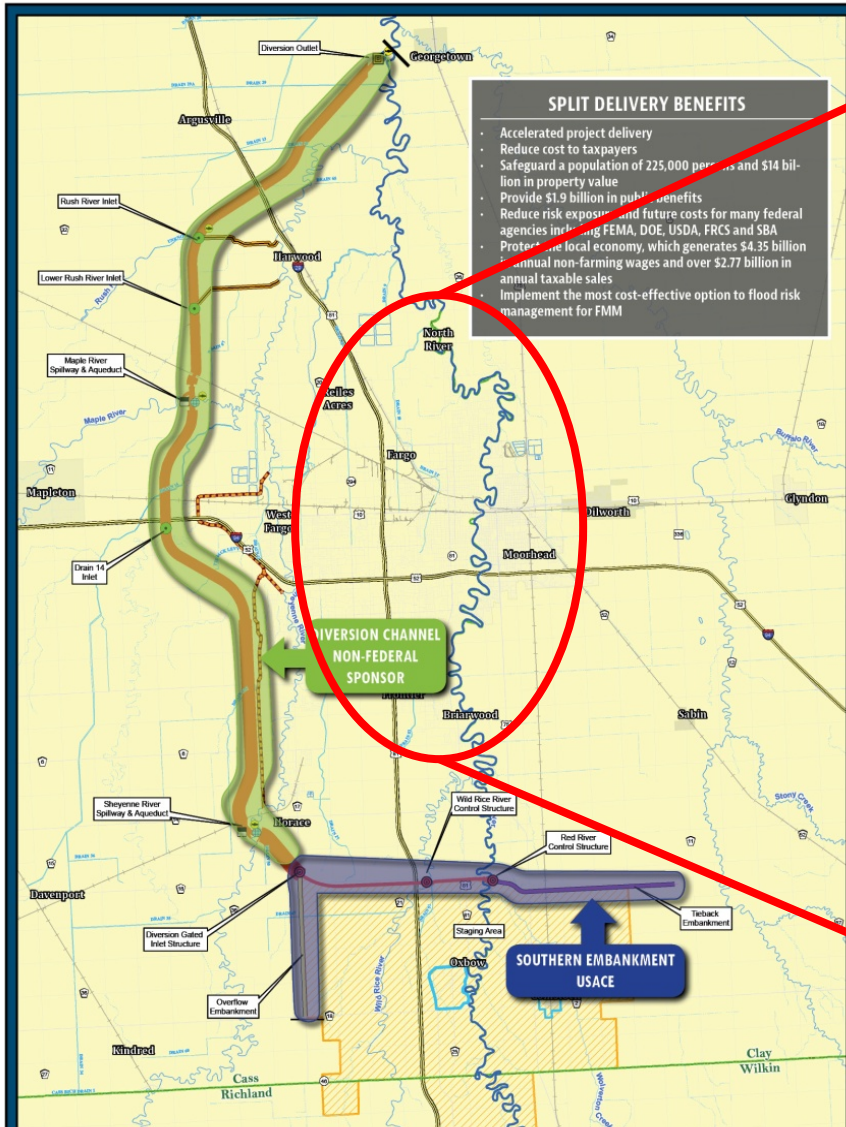 Diversion Outlet
Georgetown
Argusville
SPLIT DELIVERY BENEFITS
· Accelerated project delivery
· Reduce cost to taxpayers
· Safeguard a population of 225,000 persons and $14 bil-
lion in property value
· Provide $1.9 billion in public benefits
· Reduce risk exposure and future costs for many federal
agencies including FEMA, DOE, USDA, FRCS and SBA
· Protect the local economy, which generates $4.35 billion
in annual non-farming wages and over $2.77 billion in
annual taxable sales
· Implement the most cost-effective option to flood risk
management for FMM
Rush River Inlet
Harwood
Lower Rush River Inlet
North
River
Maple River
Spillway & Aqueduct
Reiles
Acres
Maple River
Buffalo River
Fargo
Mapleton
West
Fargo
Dilworth
Glyndon
Drain 14
Inlet
Moorhead
DIVERSION CHANNEL
NON-FEDERAL
SPONSOR
Frontier
Briarwood
Sabin
Stony Creek
Sheyenne River
Spillway & Aqueduct
Horace
Wild Rice River
Control Structure
Red River
Control Structure
Davenport
Diversion Gated
Inlet Structure
Staging Area
Tieback
Embankment
Oxbow
SOUTHERN EMBANKMENT
USACE
Overflow
Embankment
Wild Rice River
Kindred
Cass
Richland
Clay
Wilkin
Wolverton
Creek